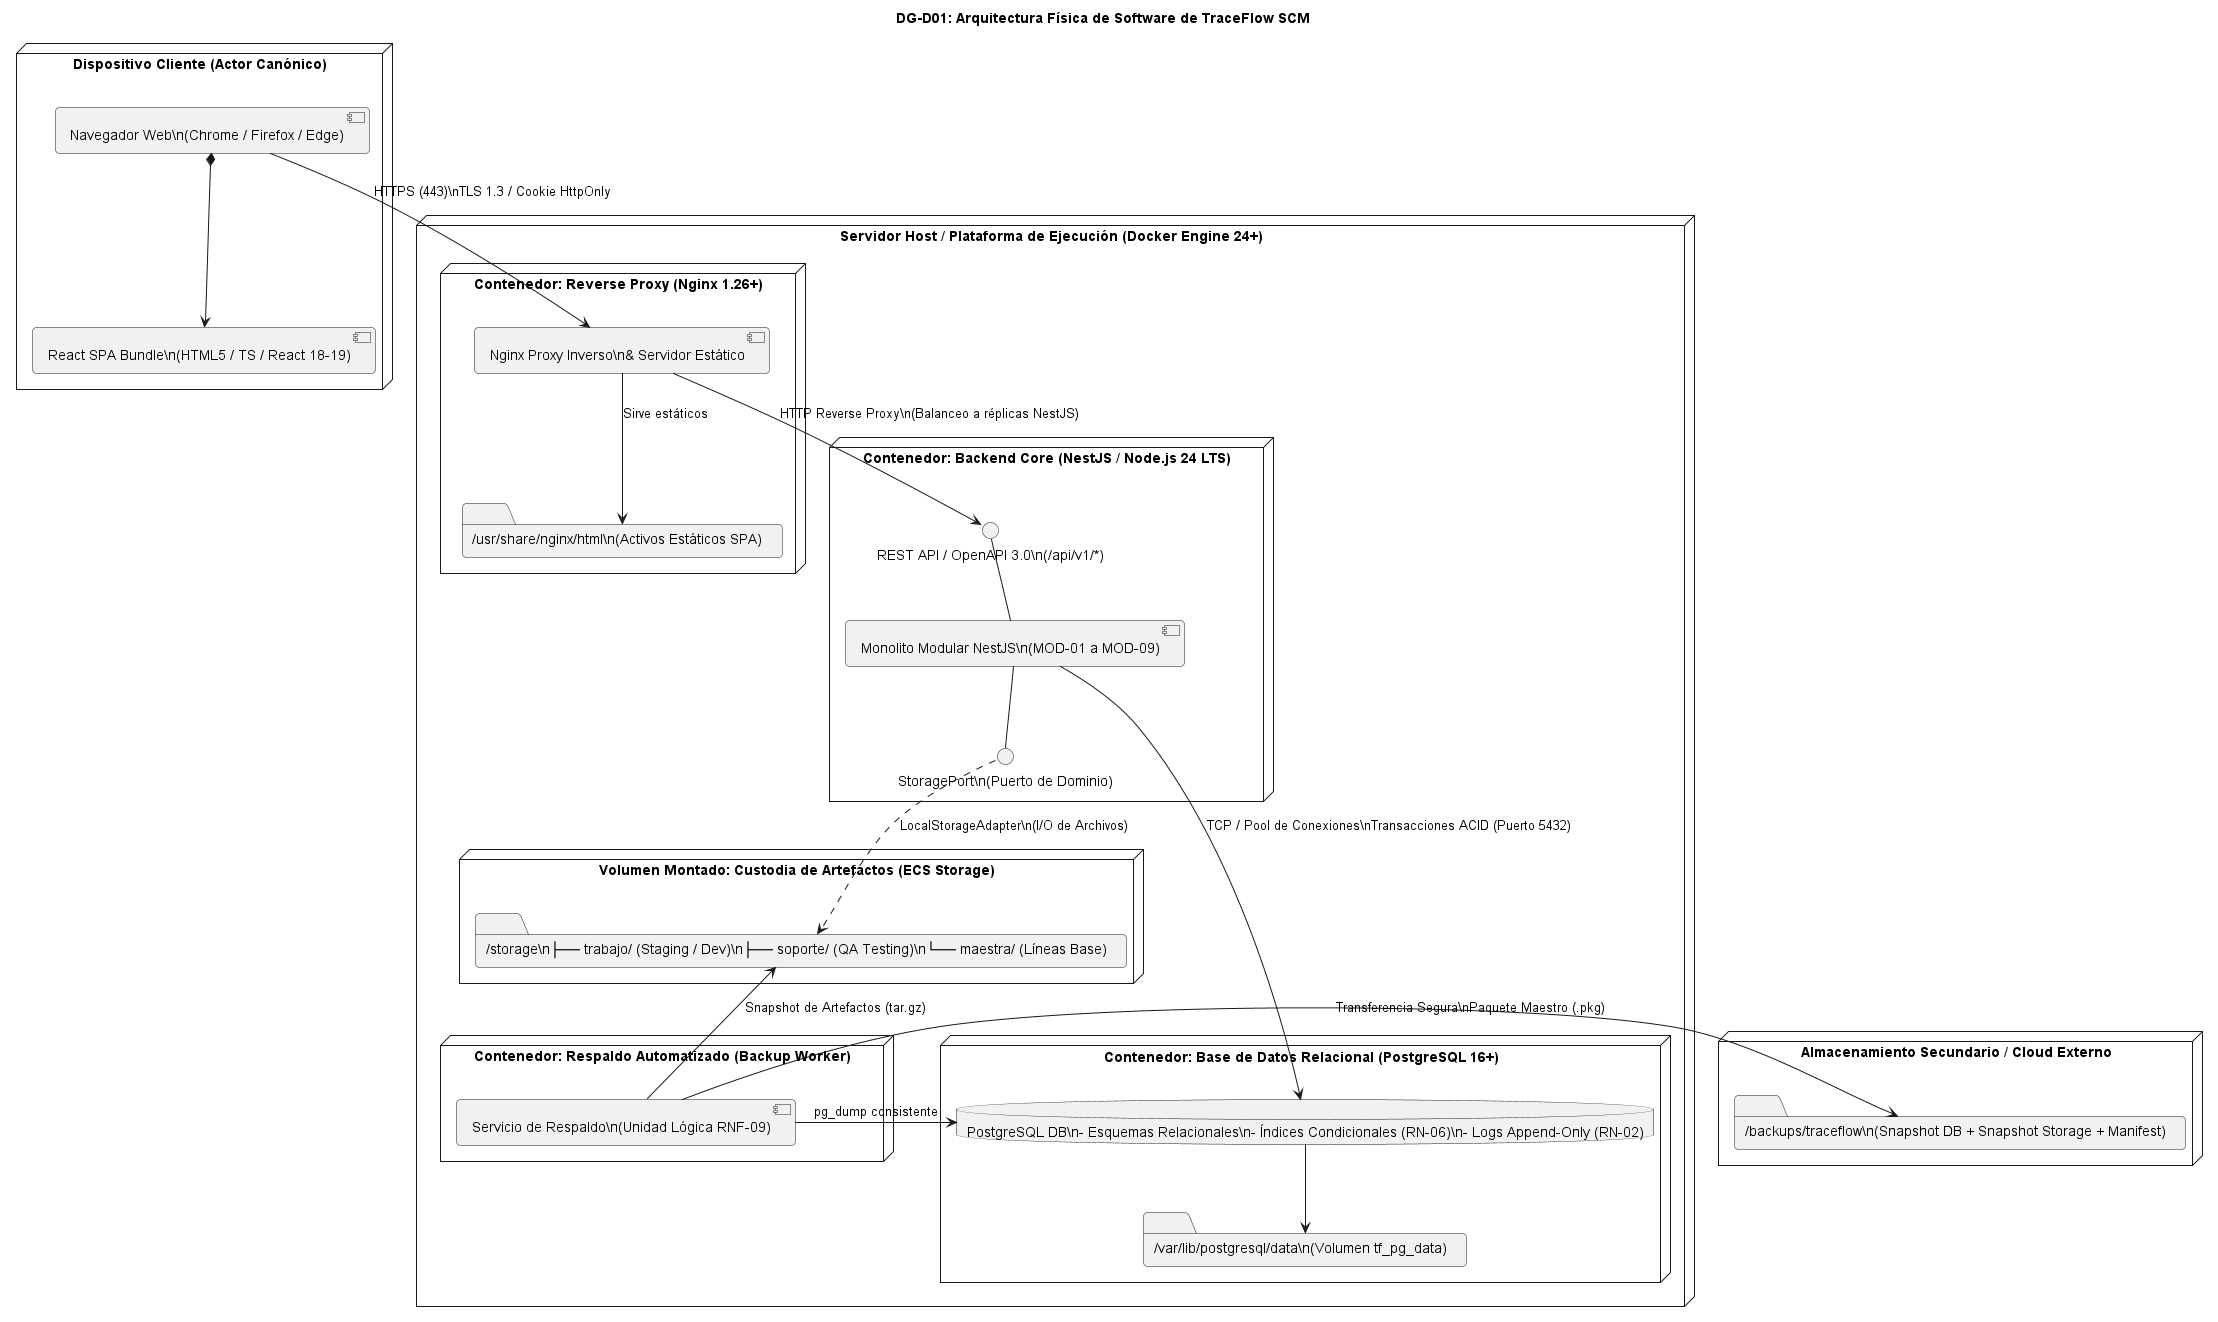 DG-D01: Arquitectura Física de Software de TraceFlow SCM
Dispositivo Cliente (Actor Canónico)
Navegador Web\n(Chrome / Firefox / Edge)
HTTPS (443)\nTLS 1.3 / Cookie HttpOnly
React SPA Bundle\n(HTML5 / TS / React 18-19)
Servidor Host / Plataforma de Ejecución (Docker Engine 24+)
Contenedor: Reverse Proxy (Nginx 1.26+)
Nginx Proxy Inverso\n& Servidor Estático
Sirve estáticos
HTTP Reverse Proxy\n(Balanceo a réplicas NestJS)
/usr/share/nginx/html\n(Activos Estáticos SPA)
Contenedor: Backend Core (NestJS / Node.js 24 LTS)
REST API / OpenAPI 3.0\n(/api/v1/*)
Monolito Modular NestJS\n(MOD-01 a MOD-09)
StoragePort\n(Puerto de Dominio)
LocalStorageAdapter\n(I/O de Archivos)
TCP / Pool de Conexiones\nTransacciones ACID (Puerto 5432)
Volumen Montado: Custodia de Artefactos (ECS Storage)
/storage\n├── trabajo/ (Staging / Dev)\n├── soporte/ (QA Testing)\n└── maestra/ (Líneas Base)
Snapshot de Artefactos (tar.gz)
Transferencia Segura\nPaquete Maestro (.pkg)
Contenedor: Respaldo Automatizado (Backup Worker)
Servicio de Respaldo\n(Unidad Lógica RNF-09)
pg_dump consistente
Contenedor: Base de Datos Relacional (PostgreSQL 16+)
PostgreSQL DB\n- Esquemas Relacionales\n- Índices Condicionales (RN-06)\n- Logs Append-Only (RN-02)
/var/lib/postgresql/data\n(Volumen tf_pg_data)
Almacenamiento Secundario / Cloud Externo
/backups/traceflow\n(Snapshot DB + Snapshot Storage + Manifest)